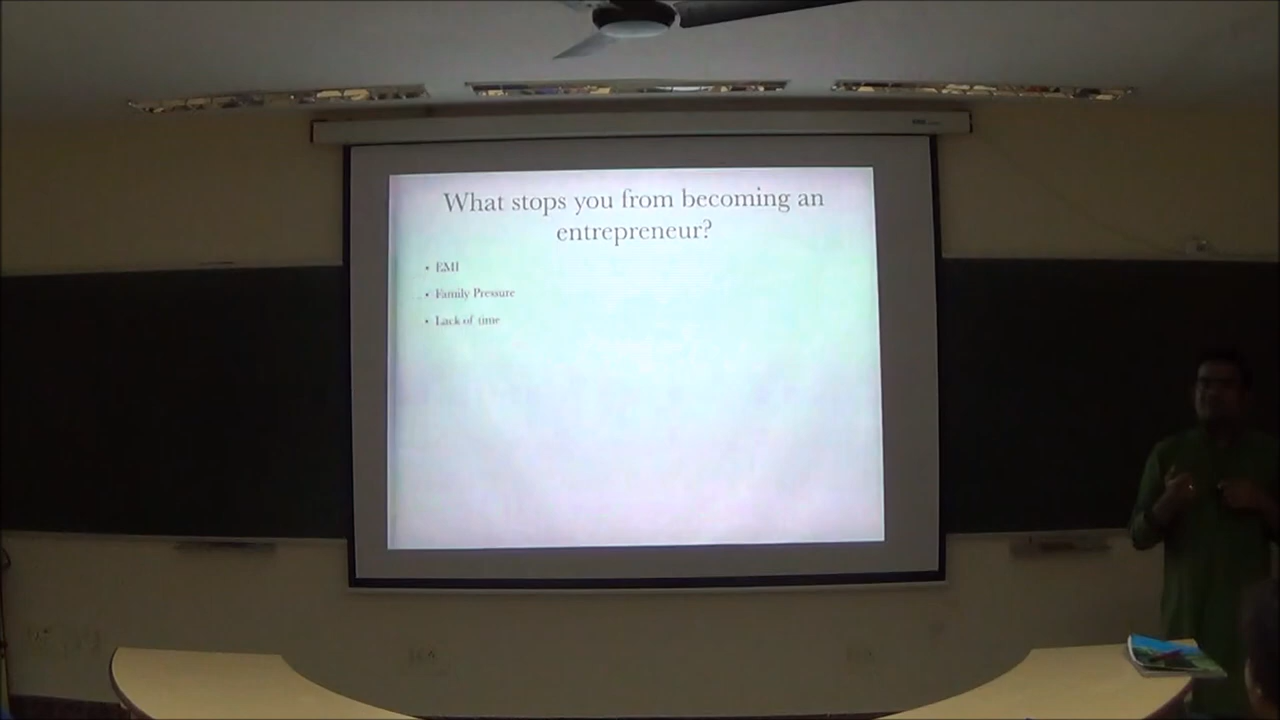 What stops you from becoming an
entrepreneur?
• EMI
• Family Pressure
• Lack of time